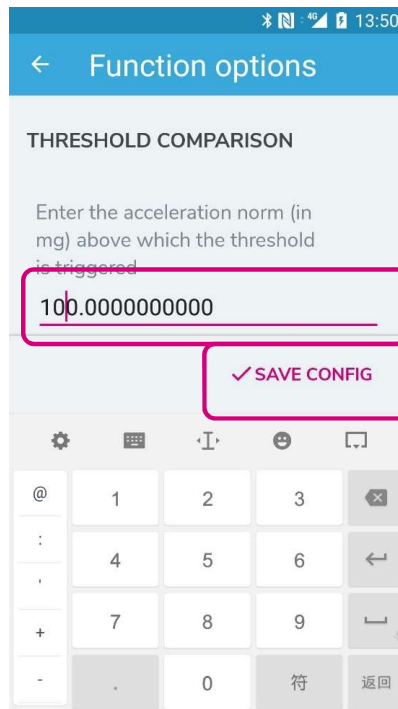 4G 13:50
Function options
THRESHOLD COMPARISON
Enter the acceleration norm (in
mg) above which the threshold
is triggered
100.0000000000
SAVE CONFIG
@ 1 2 3
: 4 5 6
' 7 8 9
+
- . 0 符 返回